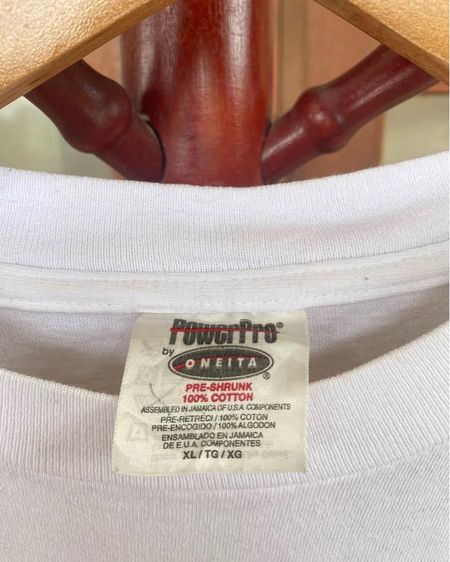 PowerPro®
by ONEITA®
PRE-SHRUNK
100% COTTON
ASSEMBLED IN JAMAICA OF U.S.A. COMPONENTS
PRE-RETRECI / 100% COTON
PRE-ENCOGIDO / 100% ALGODON
ENSAMBLADO EN JAMAICA
DE E.U.A. COMPONENTES
XL / TG / XG